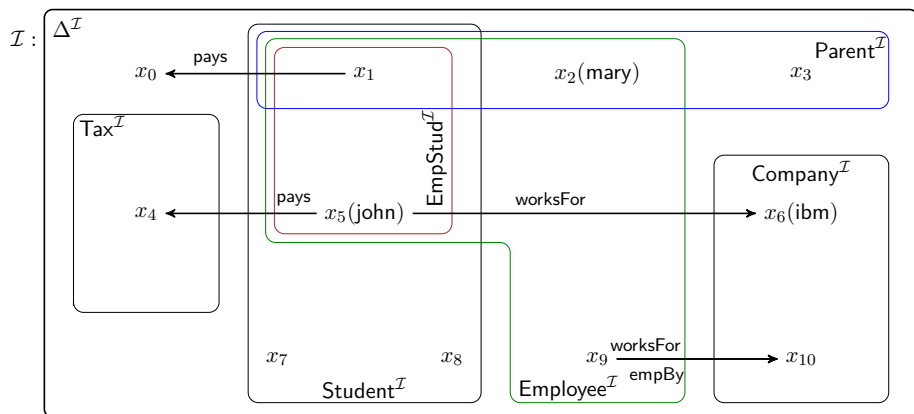 𝓘 : Δ^𝓘
Parent^𝓘
pays
x₀ x₁ x₂(mary) x₃
Tax^𝓘
EmpStud^𝓘
Company^𝓘
pays worksFor
x₄ x₅(john) x₆(ibm)
worksFor
x₇ x₈ x₉ x₁₀
empBy
Student^𝓘 Employee^𝓘